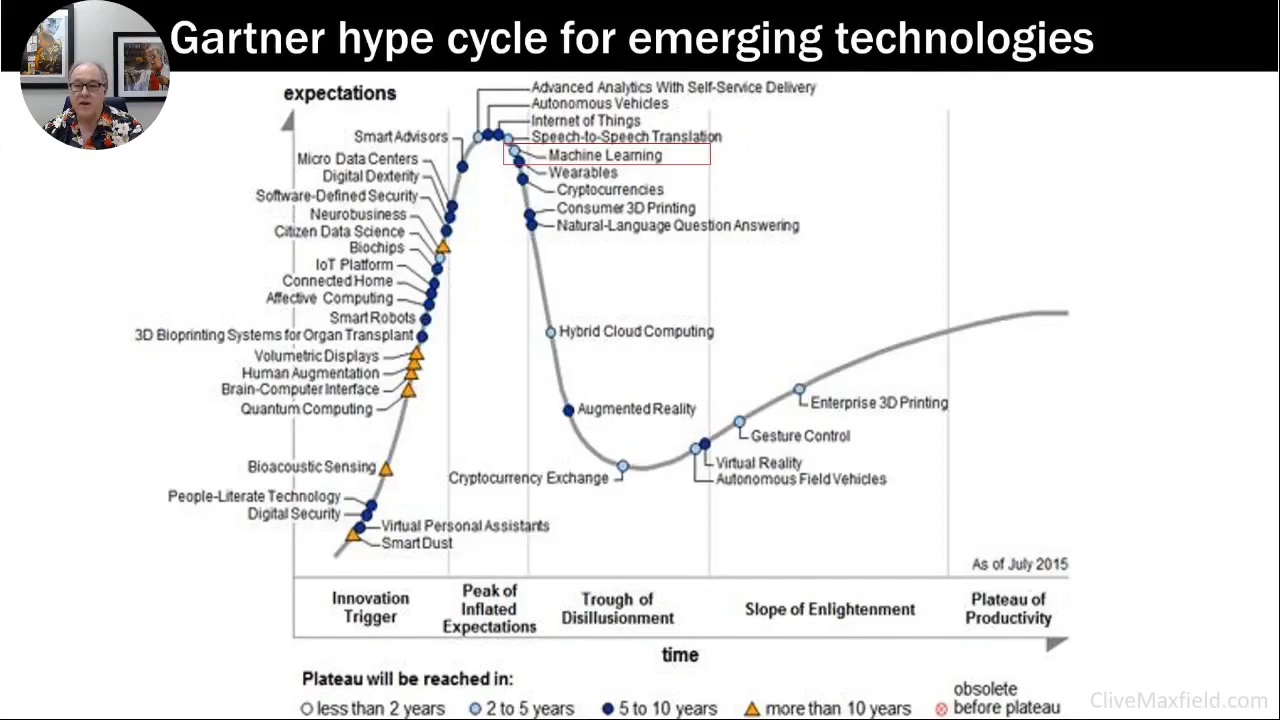 Gartner hype cycle for emerging technologies
expectations
Advanced Analytics With Self-Service Delivery
Autonomous Vehicles
Internet of Things
Smart Advisors
Speech-to-Speech Translation
Machine Learning
Micro Data Centers
Wearables
Digital Dexterity
Cryptocurrencies
Software-Defined Security
Consumer 3D Printing
Neurobusiness
Natural-Language Question Answering
Citizen Data Science
Biochips
IoT Platform
Connected Home
Affective Computing
Smart Robots
Hybrid Cloud Computing
3D Bioprinting Systems for Organ Transplant
Volumetric Displays
Human Augmentation
Brain-Computer Interface
Enterprise 3D Printing
Quantum Computing
Augmented Reality
Gesture Control
Virtual Reality
Bioacoustic Sensing
Cryptocurrency Exchange
Autonomous Field Vehicles
People-Literate Technology
Digital Security
Virtual Personal Assistants
Smart Dust
As of July 2015
Innovation
Trigger
Peak of
Inflated
Expectations
Trough of
Disillusionment
Slope of Enlightenment
Plateau of
Productivity
time
Plateau will be reached in:
less than 2 years
2 to 5 years
5 to 10 years
more than 10 years
obsolete
before plateau
CliveMaxfield.com